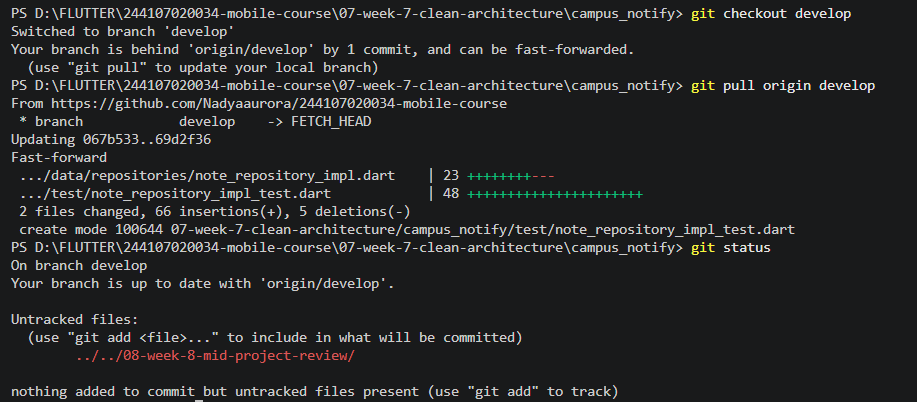 PS D:\FLUTTER\244107020034-mobile-course\07-week-7-clean-architecture\campus_notify> git checkout develop
Switched to branch 'develop'
Your branch is behind 'origin/develop' by 1 commit, and can be fast-forwarded.
  (use "git pull" to update your local branch)
PS D:\FLUTTER\244107020034-mobile-course\07-week-7-clean-architecture\campus_notify> git pull origin develop
From https://github.com/Nadyaaurora/244107020034-mobile-course
 * branch            develop    -> FETCH_HEAD
Updating 067b533..69d2f36
Fast-forward
 .../data/repositories/note_repository_impl.dart    | 23 ++++++++---
 .../test/note_repository_impl_test.dart            | 48 ++++++++++++++++++++++
 2 files changed, 66 insertions(+), 5 deletions(-)
 create mode 100644 07-week-7-clean-architecture/campus_notify/test/note_repository_impl_test.dart
PS D:\FLUTTER\244107020034-mobile-course\07-week-7-clean-architecture\campus_notify> git status
On branch develop
Your branch is up to date with 'origin/develop'.

Untracked files:
  (use "git add <file>..." to include in what will be committed)
        ../../08-week-8-mid-project-review/

nothing added to commit but untracked files present (use "git add" to track)